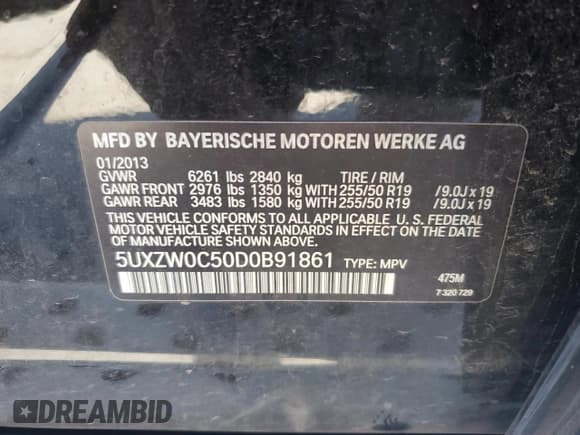 MFD BY BAYERISCHE MOTOREN WERKE AG
01/2013
GVWR 6261 lbs 2840 kg TIRE / RIM
GAWR FRONT 2976 lbs 1350 kg WITH 255/50 R19 /9.0J x 19
GAWR REAR 3483 lbs 1580 kg WITH 255/50 R19 /9.0J x 19
THIS VEHICLE CONFORMS TO ALL APPLICABLE U.S. FEDERAL
MOTOR VEHICLE SAFETY STANDARDS IN EFFECT ON THE DATE
OF MANUFACTURE SHOWN ABOVE.
5UXZW0C50D0B91861 TYPE: MPV
475M
7 320 729
DREAMBID